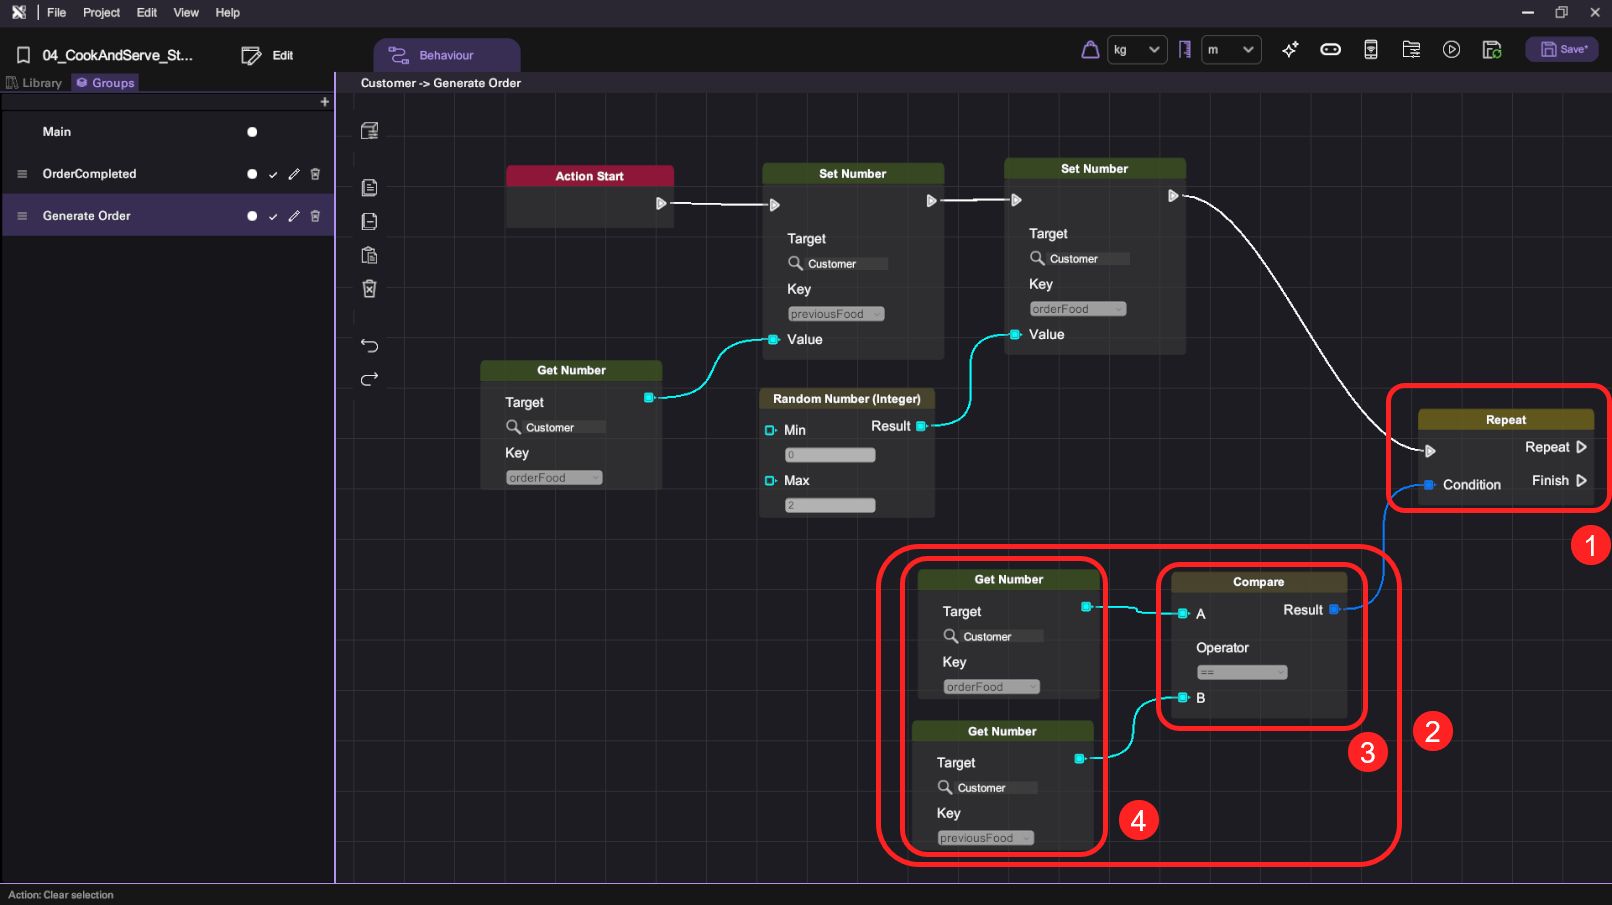 File Project Edit View Help
04_CookAndServe_St... Edit Behaviour kg m Save*
Library Groups Customer -> Generate Order
+
Main
OrderCompleted
Generate Order
Action Start
Set Number
Target
Customer
Key
previousFood
Value
Set Number
Target
Customer
Key
orderFood
Value
Get Number
Target
Customer
Key
orderFood
Random Number (Integer)
Min Result
0
Max
2
Repeat
Repeat
Condition Finish
1
Get Number
Target
Customer
Key
orderFood
Compare
A Result
Operator
==
B
2
3
Get Number
Target
Customer
Key
previousFood
4
Action: Clear selection